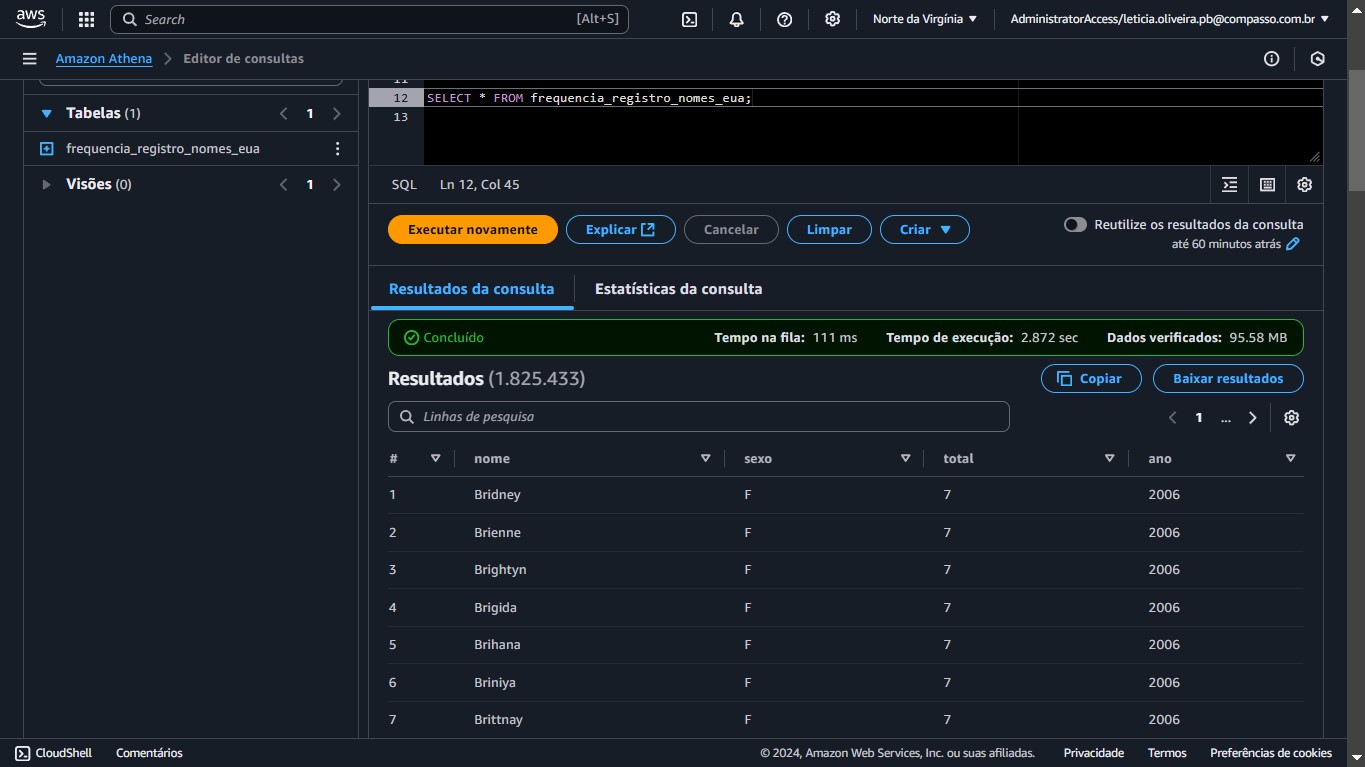 aws
Search [Alt+S]
Norte da Virgínia
AdministratorAccess/leticia.oliveira.pb@compasso.com.br
Amazon Athena
Editor de consultas
Tabelas (1)
1
frequencia_registro_nomes_eua
Visões (0)
1
11
12 SELECT * FROM frequencia_registro_nomes_eua;
13
SQL Ln 12, Col 45
Executar novamente
Explicar
Cancelar
Limpar
Criar
Reutilize os resultados da consulta
até 60 minutos atrás
Resultados da consulta
Estatísticas da consulta
Concluído
Tempo na fila: 111 ms
Tempo de execução: 2.872 sec
Dados verificados: 95.58 MB
Resultados (1.825.433)
Copiar
Baixar resultados
Linhas de pesquisa
1 ...
# nome sexo total ano
1 Bridney F 7 2006
2 Brienne F 7 2006
3 Brightyn F 7 2006
4 Brigida F 7 2006
5 Brihana F 7 2006
6 Briniya F 7 2006
7 Brittnay F 7 2006
CloudShell
Comentários
© 2024, Amazon Web Services, Inc. ou suas afiliadas.
Privacidade
Termos
Preferências de cookies